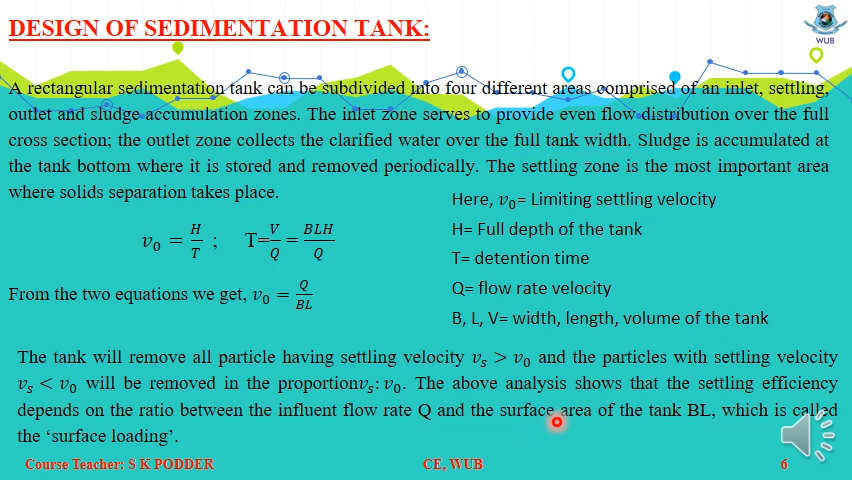 DESIGN OF SEDIMENTATION TANK:
WUB
A rectangular sedimentation tank can be subdivided into four different areas comprised of an inlet, settling,
outlet and sludge accumulation zones. The inlet zone serves to provide even flow distribution over the full
cross section; the outlet zone collects the clarified water over the full tank width. Sludge is accumulated at
the tank bottom where it is stored and removed periodically. The settling zone is the most important area
where solids separation takes place.
v₀ = H/T ; T=V/Q = BLH/Q
From the two equations we get, v₀ = Q/BL
Here, v₀= Limiting settling velocity
H= Full depth of the tank
T= detention time
Q= flow rate velocity
B, L, V= width, length, volume of the tank
The tank will remove all particle having settling velocity vₛ > v₀ and the particles with settling velocity
vₛ < v₀ will be removed in the proportionvₛ: v₀. The above analysis shows that the settling efficiency
depends on the ratio between the influent flow rate Q and the surface area of the tank BL, which is called
the ‘surface loading’.
Course Teacher: S K PODDER CE, WUB 6